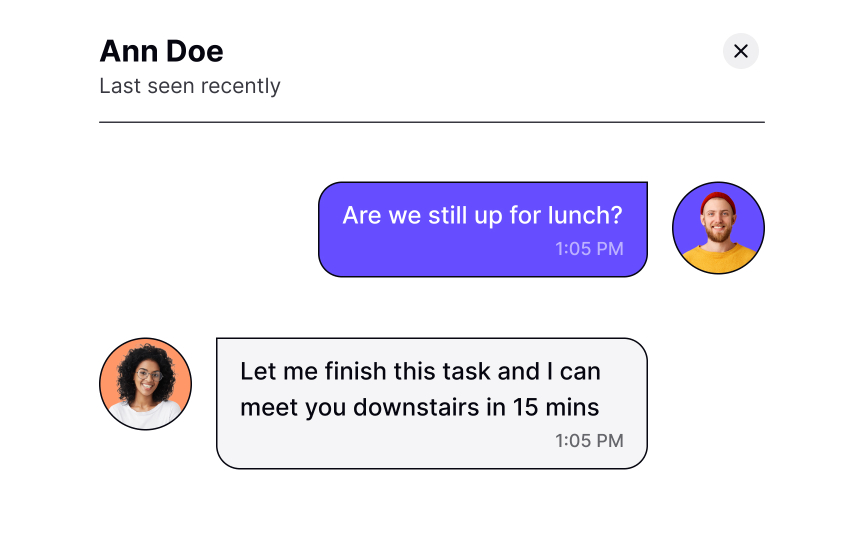 Ann Doe
Last seen recently
Are we still up for lunch?
1:05 PM
Let me finish this task and I can
meet you downstairs in 15 mins
1:05 PM